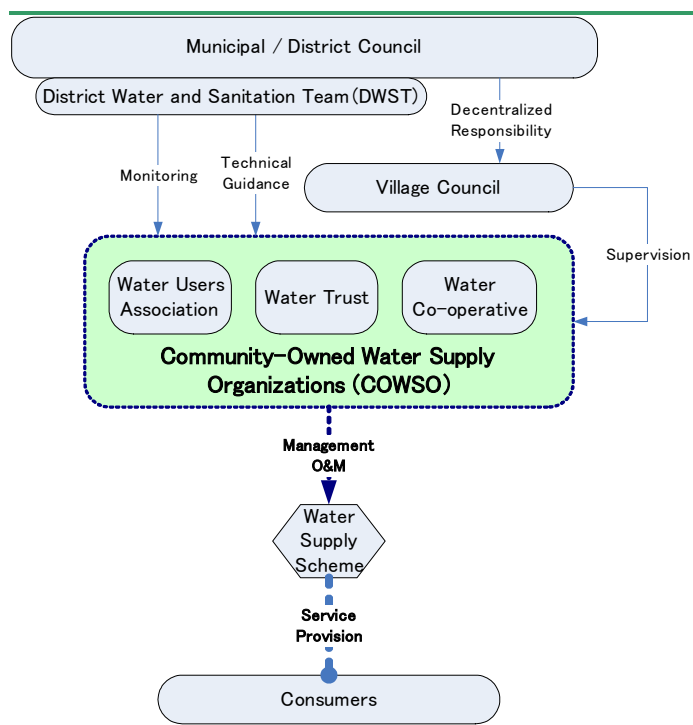 Municipal / District Council
District Water and Sanitation Team(DWST)
Decentralized
Responsibility
Monitoring
Technical
Guidance
Village Council
Supervision
Water Users
Association
Water Trust
Water
Co-operative
Community-Owned Water Supply
Organizations (COWSO)
Management
O&M
Water
Supply
Scheme
Service
Provision
Consumers